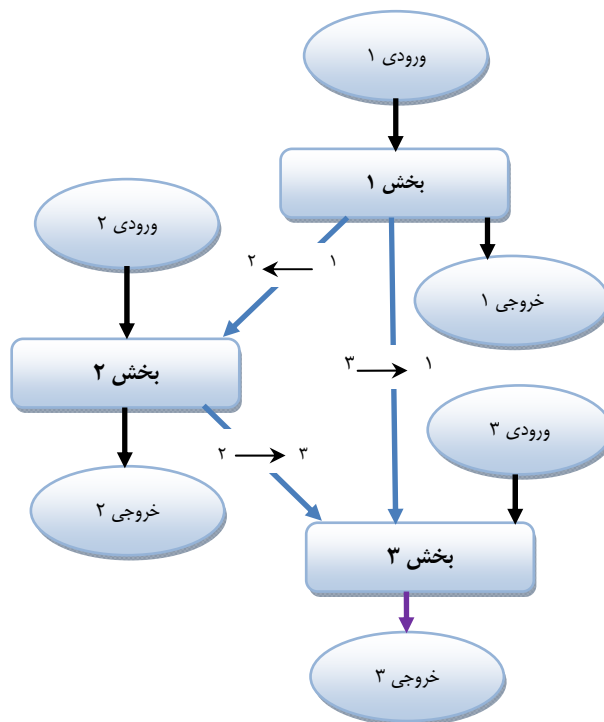 ورودی ۱
بخش ۱
ورودی ۲
۲ ← ۱
خروجی ۱
بخش ۲
۳ → ۱
ورودی ۳
۲ → ۳
خروجی ۲
بخش ۳
خروجی ۳